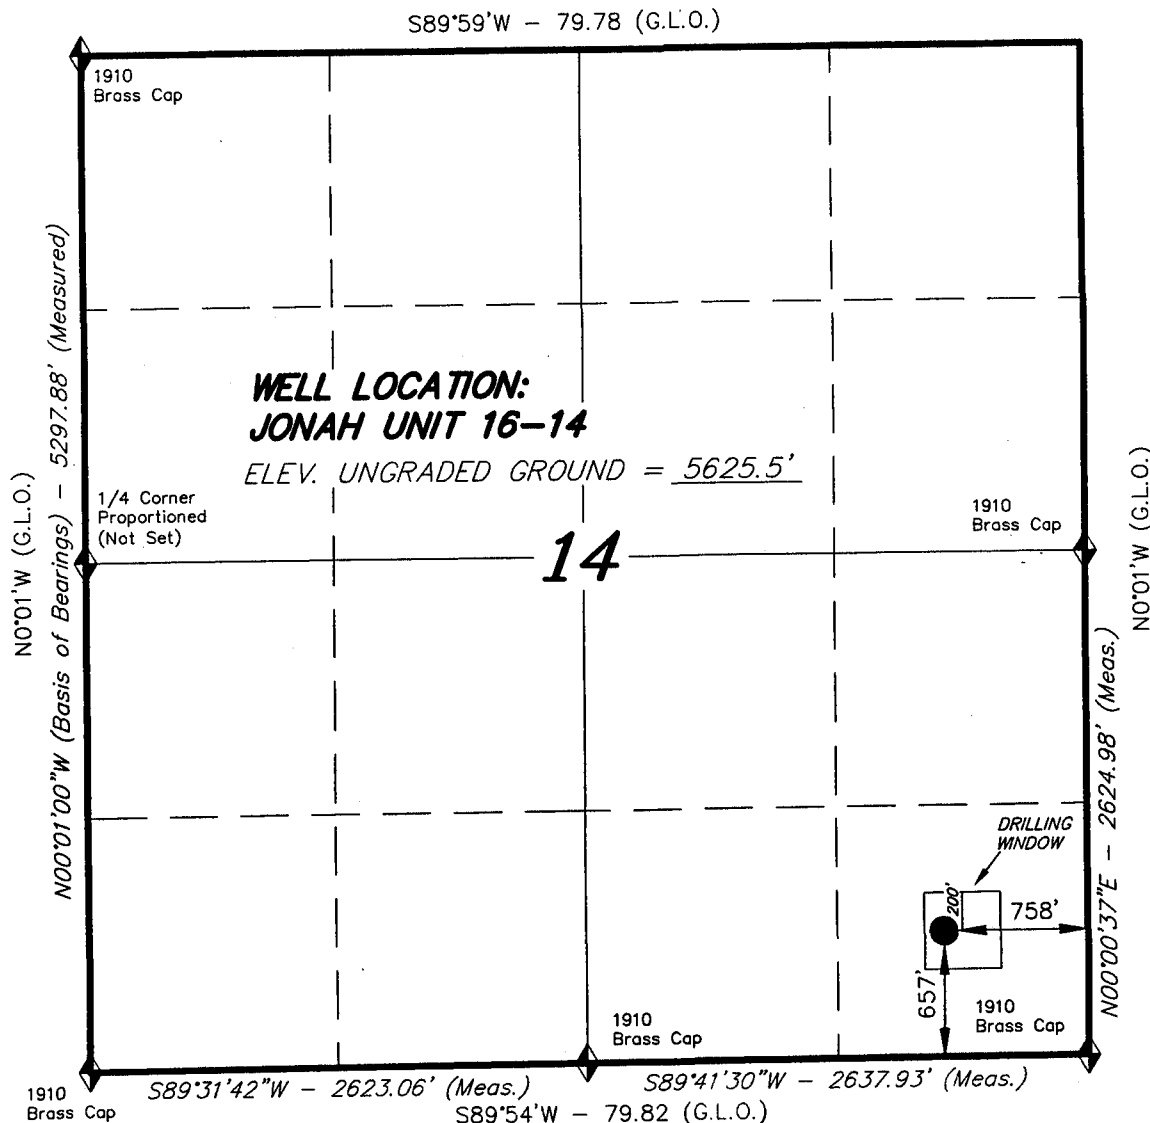 S89°59'W – 79.78 (G.L.O.)
1910
Brass Cap
N00°01'00"W (Basis of Bearings) – 5297.88' (Measured)
N0°01'W (G.L.O.)
WELL LOCATION:
JONAH UNIT 16–14
ELEV. UNGRADED GROUND = 5625.5'
1/4 Corner
Proportioned
(Not Set)
14
1910
Brass Cap
N0°01'W (G.L.O.)
N00°00'37"E – 2624.98' (Meas.)
DRILLING
WINDOW
200'
758'
657'
1910
Brass Cap
1910
Brass Cap
1910
Brass Cap
S89°31'42"W – 2623.06' (Meas.)
S89°41'30"W – 2637.93' (Meas.)
S89°54'W – 79.82 (G.L.O.)